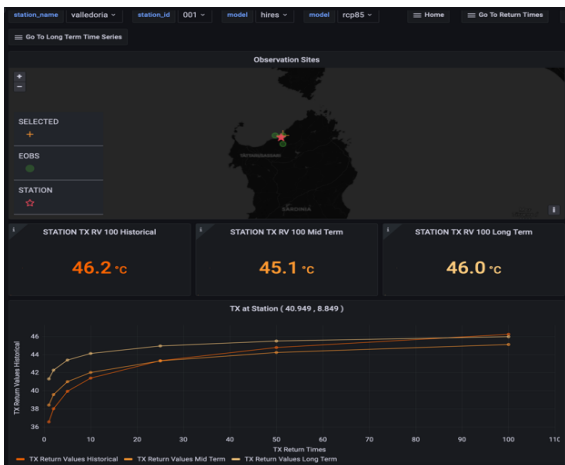 station_name valledoria station_id 001 model hires model rcp85 Home Go To Return Times
Go To Long Term Time Series
Observation Sites
+
-
SELECTED
EOBS
STATION
SARDINIA
i
STATION TX RV 100 Historical
46.2 °C
i
STATION TX RV 100 Mid Term
45.1 °C
i
STATION TX RV 100 Long Term
46.0 °C
TX at Station ( 40.949 , 8.849 )
TX Return Values Historical
46
44
42
40
38
36
0 10 20 30 40 50 60 70 80 90 100 110
TX Return Times
TX Return Values Historical TX Return Values Mid Term TX Return Values Long Term